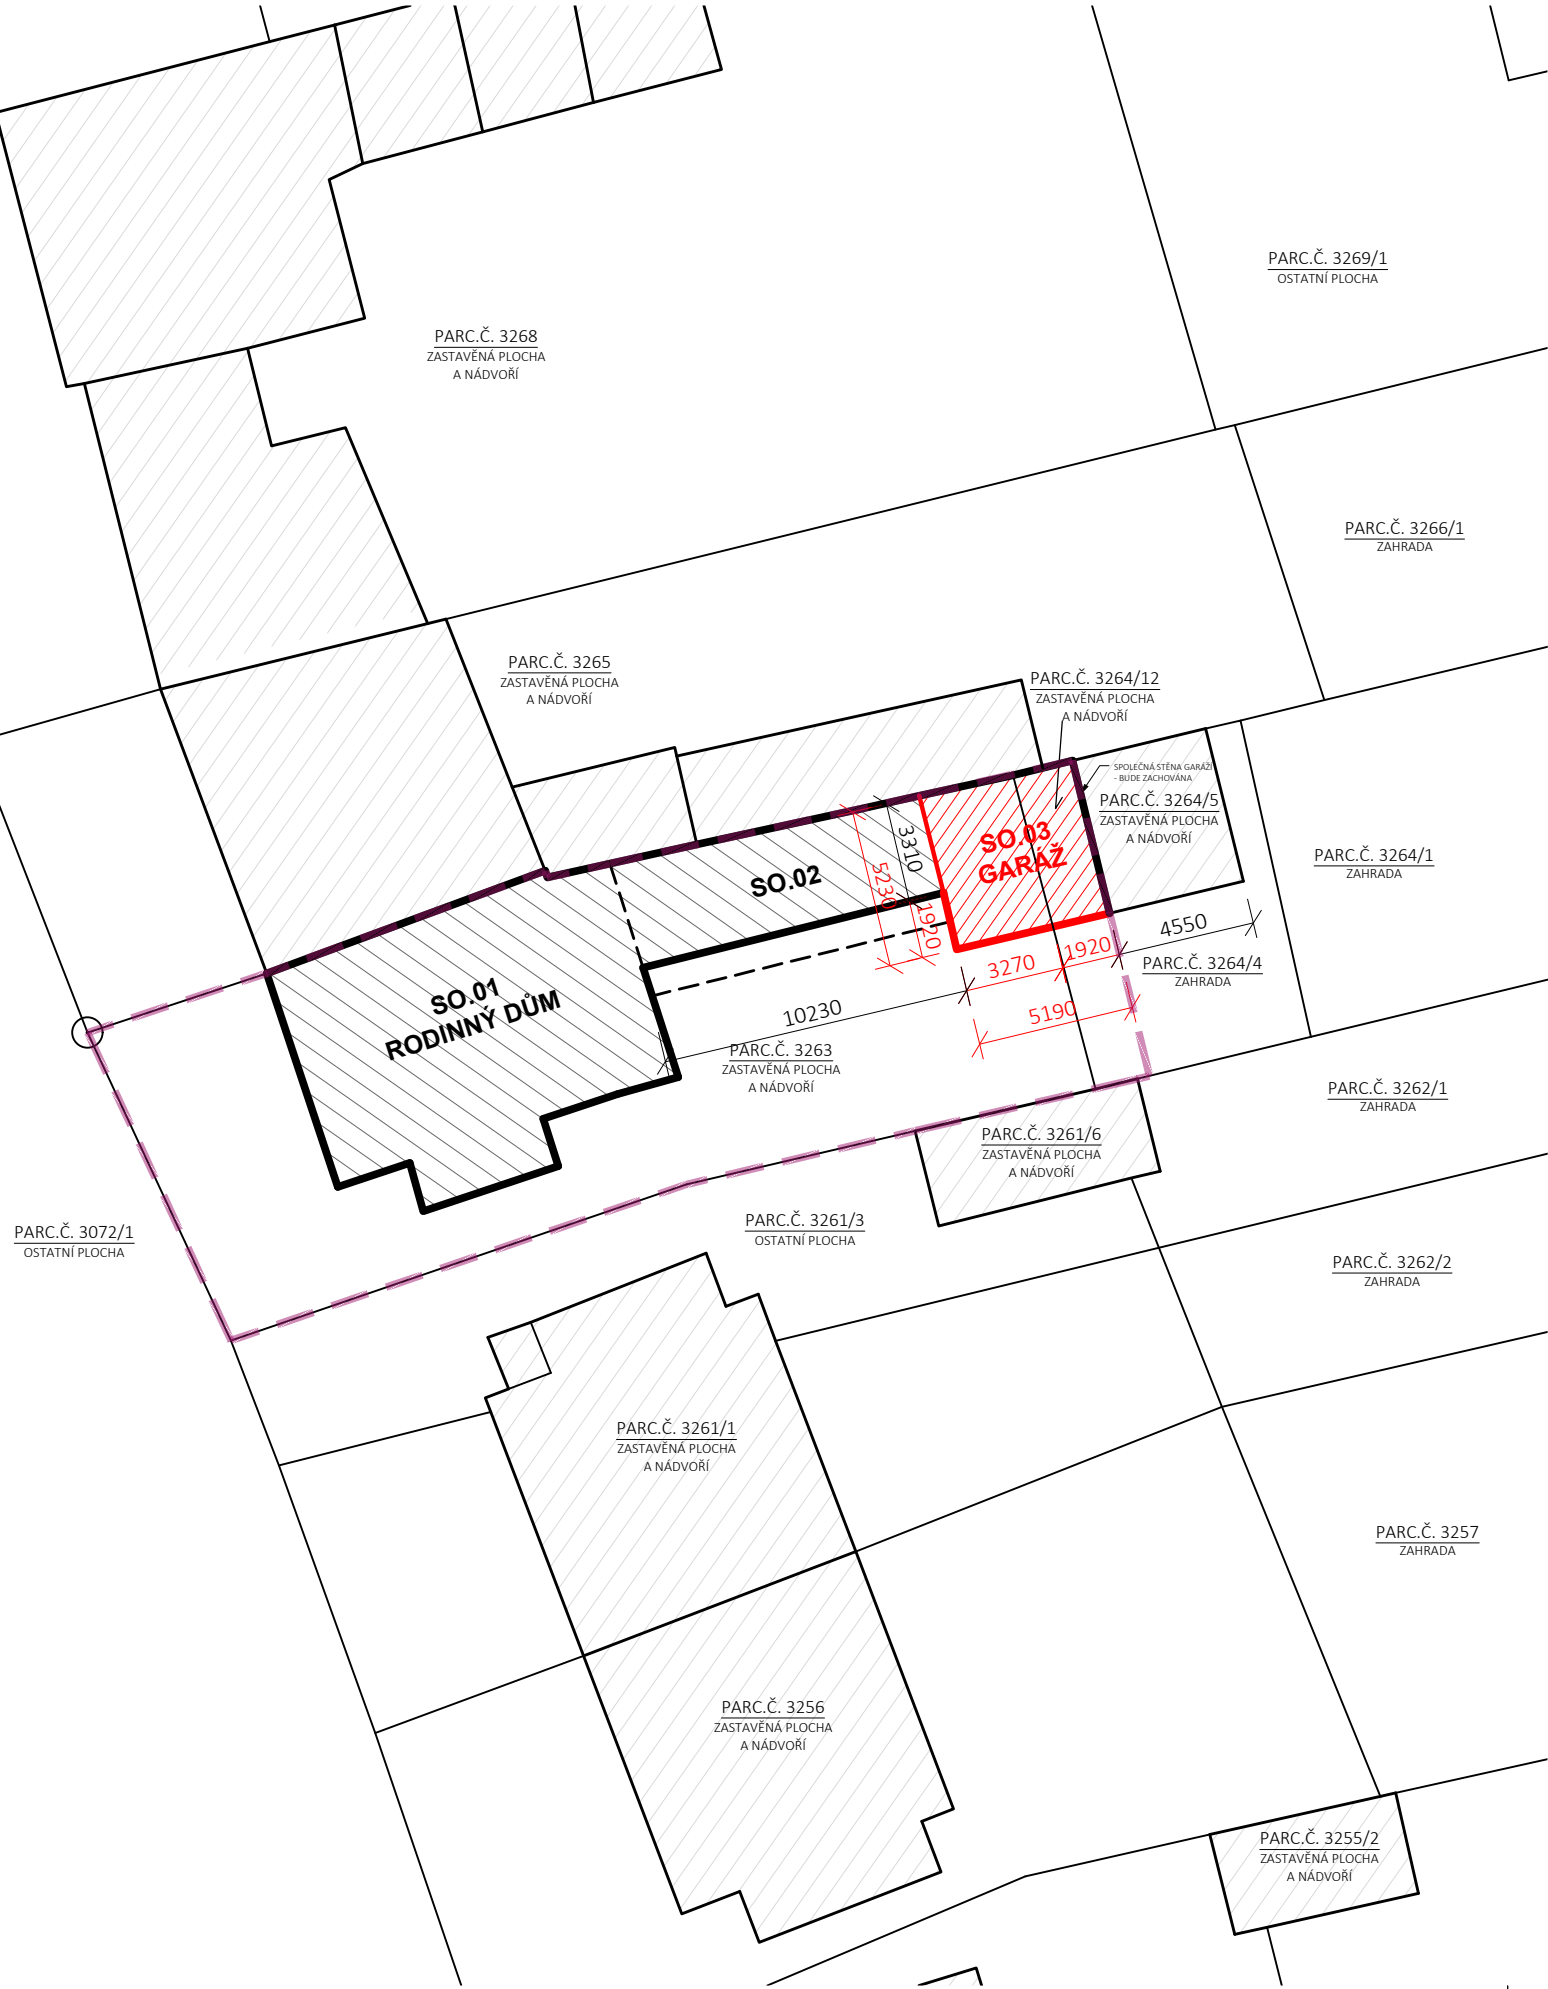 PARC.Č. 3269/1
OSTATNÍ PLOCHA
PARC.Č. 3268
ZASTAVĚNÁ PLOCHA
A NÁDVOŘÍ
PARC.Č. 3266/1
ZAHRADA
PARC.Č. 3265
ZASTAVĚNÁ PLOCHA
A NÁDVOŘÍ
PARC.Č. 3264/12
ZASTAVĚNÁ PLOCHA
A NÁDVOŘÍ
SPOLEČNÁ STĚNA GARÁŽÍ
- BUDE ZACHOVÁNA
PARC.Č. 3264/5
ZASTAVĚNÁ PLOCHA
A NÁDVOŘÍ
PARC.Č. 3264/1
ZAHRADA
SO.03
GARÁŽ
SO.02
3310
5230
1920
4550
1920
3270
PARC.Č. 3264/4
ZAHRADA
SO.01
RODINNÝ DŮM
10230
5190
PARC.Č. 3263
ZASTAVĚNÁ PLOCHA
A NÁDVOŘÍ
PARC.Č. 3262/1
ZAHRADA
PARC.Č. 3261/6
ZASTAVĚNÁ PLOCHA
A NÁDVOŘÍ
PARC.Č. 3072/1
OSTATNÍ PLOCHA
PARC.Č. 3261/3
OSTATNÍ PLOCHA
PARC.Č. 3262/2
ZAHRADA
PARC.Č. 3261/1
ZASTAVĚNÁ PLOCHA
A NÁDVOŘÍ
PARC.Č. 3257
ZAHRADA
PARC.Č. 3256
ZASTAVĚNÁ PLOCHA
A NÁDVOŘÍ
PARC.Č. 3255/2
ZASTAVĚNÁ PLOCHA
A NÁDVOŘÍ